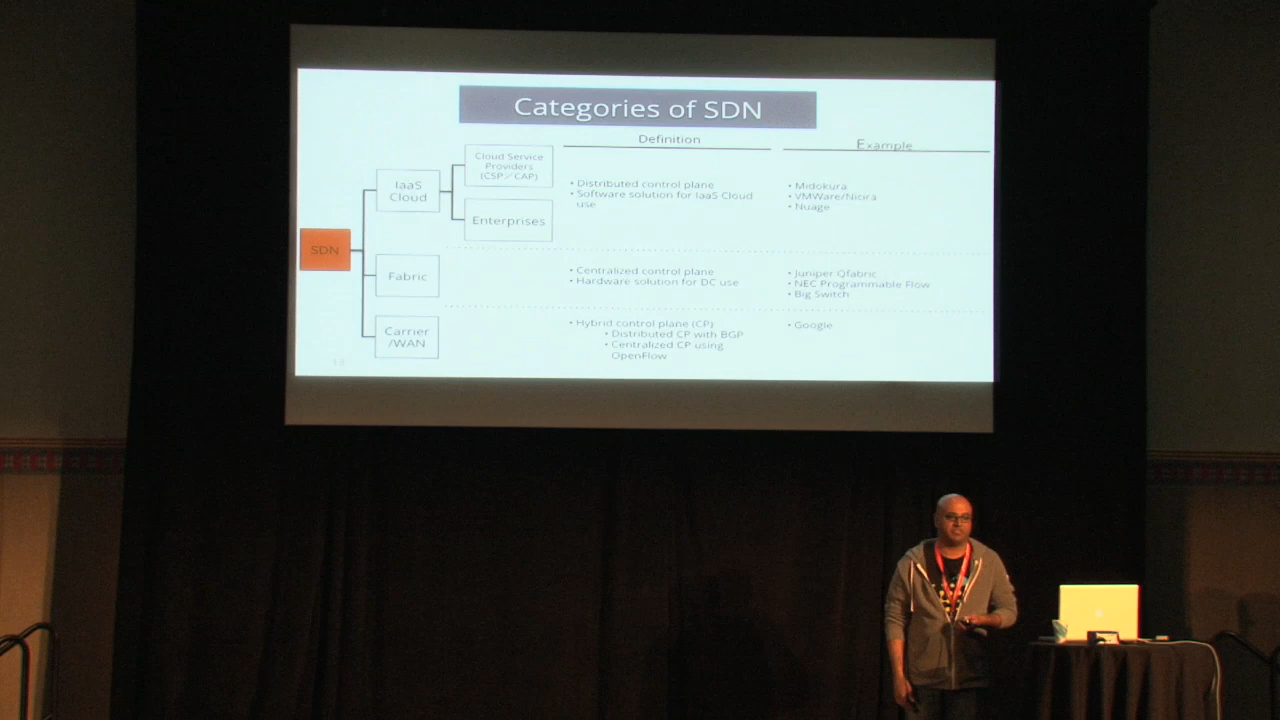 Categories of SDN
Definition
Example
SDN
IaaS
Cloud
Cloud Service
Providers
(CSP/CAP)
Enterprises
• Distributed control plane
• Software solution for IaaS Cloud
use
• Midokura
• VMWare/Nicira
• Nuage
Fabric
• Centralized control plane
• Hardware solution for DC use
• Juniper Qfabric
• NEC Programmable Flow
• Big Switch
Carrier
/WAN
• Hybrid control plane (CP)
• Distributed CP with BGP
• Centralized CP using
OpenFlow
• Google
13